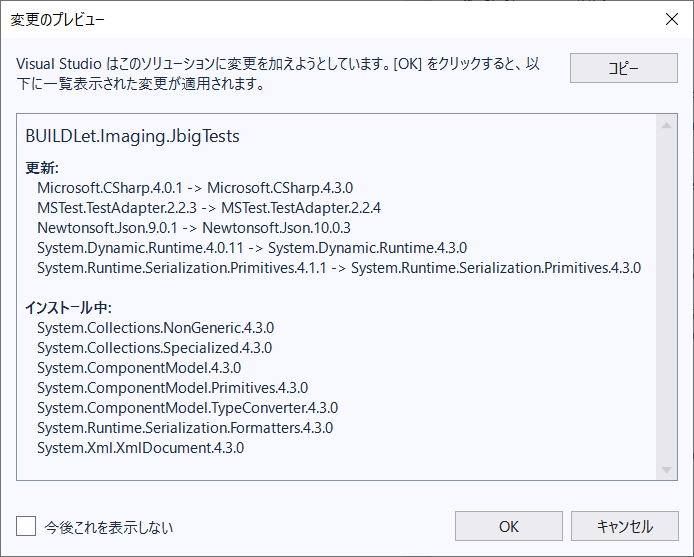 変更のプレビュー
Visual Studio はこのソリューションに変更を加えようとしています。[OK] をクリックすると、以
下に一覧表示された変更が適用されます。
コピー
BUILDLet.Imaging.JbigTests
更新:
Microsoft.CSharp.4.0.1 -> Microsoft.CSharp.4.3.0
MSTest.TestAdapter.2.2.3 -> MSTest.TestAdapter.2.2.4
Newtonsoft.Json.9.0.1 -> Newtonsoft.Json.10.0.3
System.Dynamic.Runtime.4.0.11 -> System.Dynamic.Runtime.4.3.0
System.Runtime.Serialization.Primitives.4.1.1 -> System.Runtime.Serialization.Primitives.4.3.0
インストール中:
System.Collections.NonGeneric.4.3.0
System.Collections.Specialized.4.3.0
System.ComponentModel.4.3.0
System.ComponentModel.Primitives.4.3.0
System.ComponentModel.TypeConverter.4.3.0
System.Runtime.Serialization.Formatters.4.3.0
System.Xml.XmlDocument.4.3.0
今後これを表示しない
OK
キャンセル